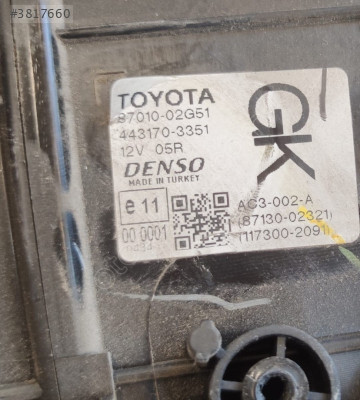 #3817660
TOYOTA
87010-02G51
443170-3351
12V 05R
DENSO
MADE IN TURKEY
GK
e 11
00 0001
AC3-002-A
(87130-02321)
(117300-2091)